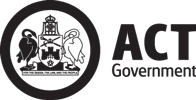 FOR THE QUEEN, THE LAW, AND THE PEOPLE
ACT
Government